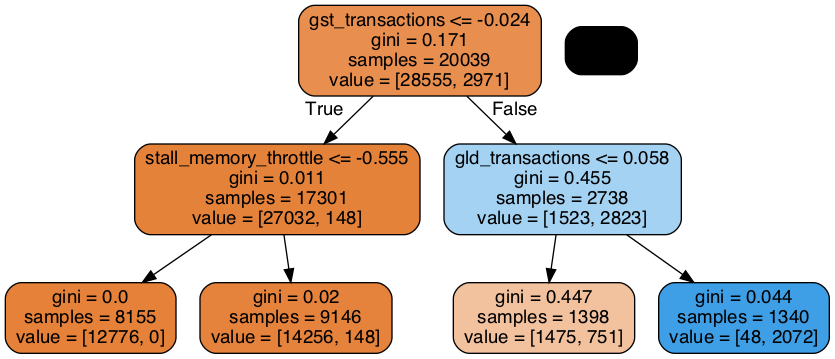 gst_transactions <= -0.024
gini = 0.171
samples = 20039
value = [28555, 2971]
True
False
stall_memory_throttle <= -0.555
gini = 0.011
samples = 17301
value = [27032, 148]
gld_transactions <= 0.058
gini = 0.455
samples = 2738
value = [1523, 2823]
gini = 0.0
samples = 8155
value = [12776, 0]
gini = 0.02
samples = 9146
value = [14256, 148]
gini = 0.447
samples = 1398
value = [1475, 751]
gini = 0.044
samples = 1340
value = [48, 2072]